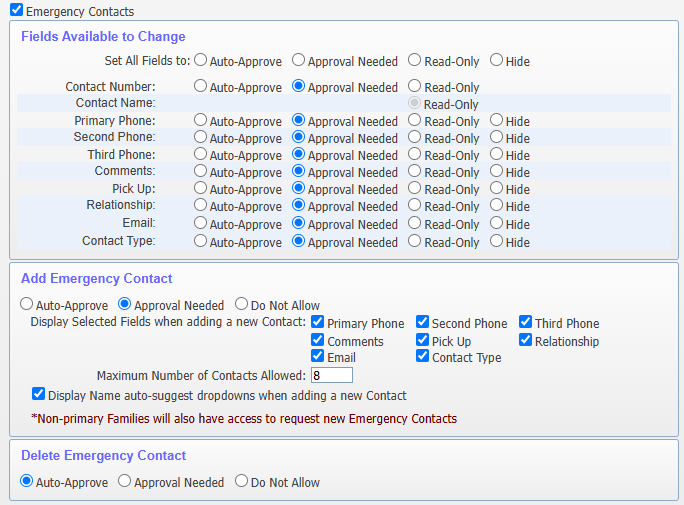 Emergency Contacts
Fields Available to Change
Set All Fields to: Auto-Approve Approval Needed Read-Only Hide
Contact Number: Auto-Approve Approval Needed Read-Only
Contact Name: Read-Only
Primary Phone: Auto-Approve Approval Needed Read-Only Hide
Second Phone: Auto-Approve Approval Needed Read-Only Hide
Third Phone: Auto-Approve Approval Needed Read-Only Hide
Comments: Auto-Approve Approval Needed Read-Only Hide
Pick Up: Auto-Approve Approval Needed Read-Only Hide
Relationship: Auto-Approve Approval Needed Read-Only Hide
Email: Auto-Approve Approval Needed Read-Only Hide
Contact Type: Auto-Approve Approval Needed Read-Only Hide
Add Emergency Contact
Auto-Approve Approval Needed Do Not Allow
Display Selected Fields when adding a new Contact: Primary Phone Second Phone Third Phone
Comments Pick Up Relationship
Email Contact Type
Maximum Number of Contacts Allowed: 8
Display Name auto-suggest dropdowns when adding a new Contact
*Non-primary Families will also have access to request new Emergency Contacts
Delete Emergency Contact
Auto-Approve Approval Needed Do Not Allow